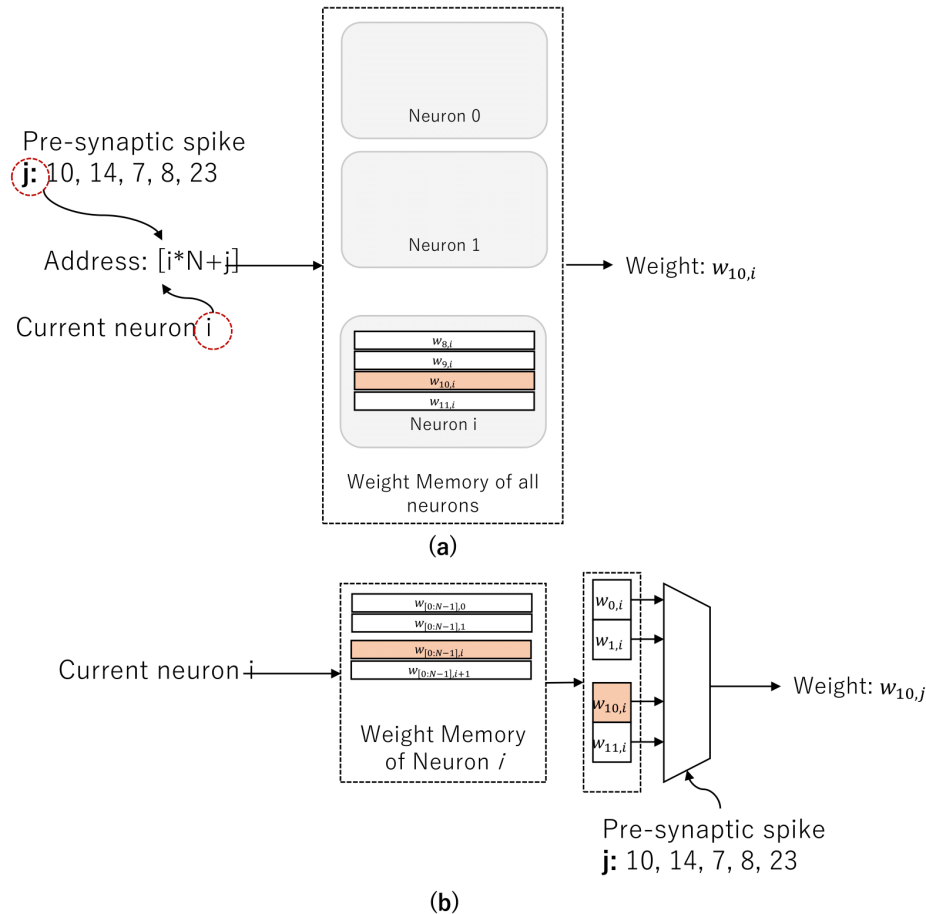 Neuron 0
Pre-synaptic spike
j: 10, 14, 7, 8, 23
Neuron 1
Address: [i*N+j]
Weight: w10,i
Current neuron i
w8,i
w9,i
w10,i
w11,i
Neuron i
Weight Memory of all
neurons
(a)
w[0:N−1],0
w[0:N−1],1
w[0:N−1],i
w[0:N−1],i+1
Current neuron i
Weight Memory
of Neuron i
w0,i
w1,i
w10,i
w11,i
Weight: w10,j
Pre-synaptic spike
j: 10, 14, 7, 8, 23
(b)